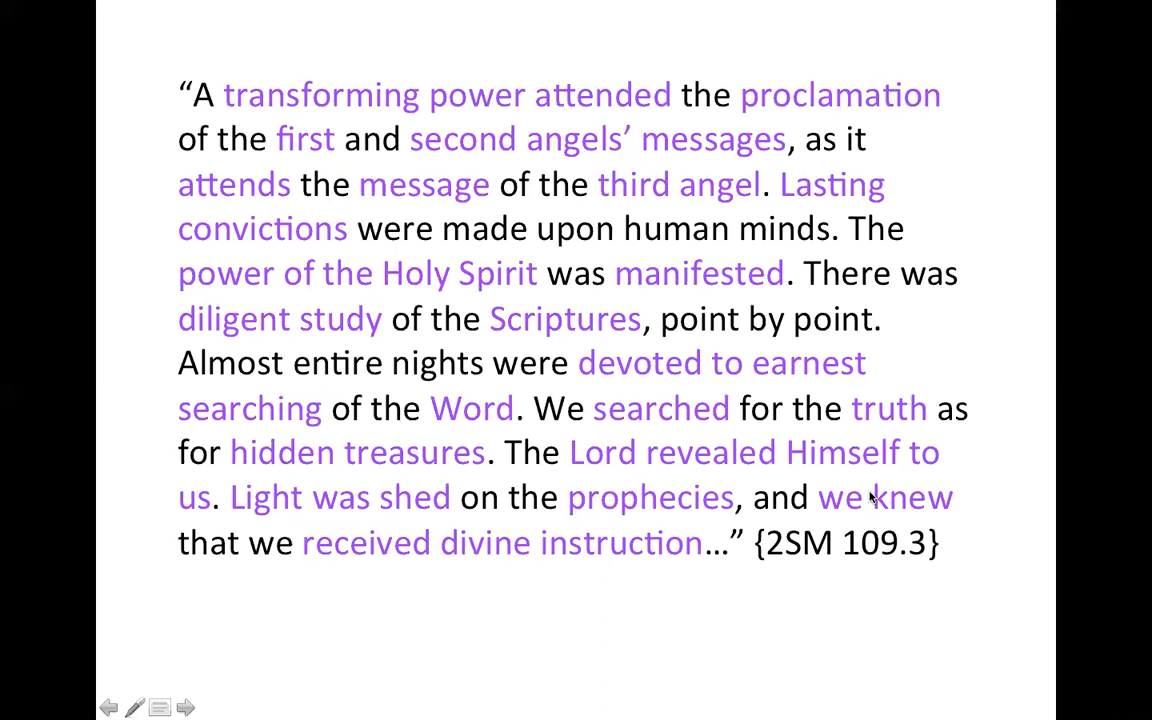 “A transforming power attended the proclamation
of the first and second angels’ messages, as it
attends the message of the third angel. Lasting
convictions were made upon human minds. The
power of the Holy Spirit was manifested. There was
diligent study of the Scriptures, point by point.
Almost entire nights were devoted to earnest
searching of the Word. We searched for the truth as
for hidden treasures. The Lord revealed Himself to
us. Light was shed on the prophecies, and we knew
that we received divine instruction…” {2SM 109.3}